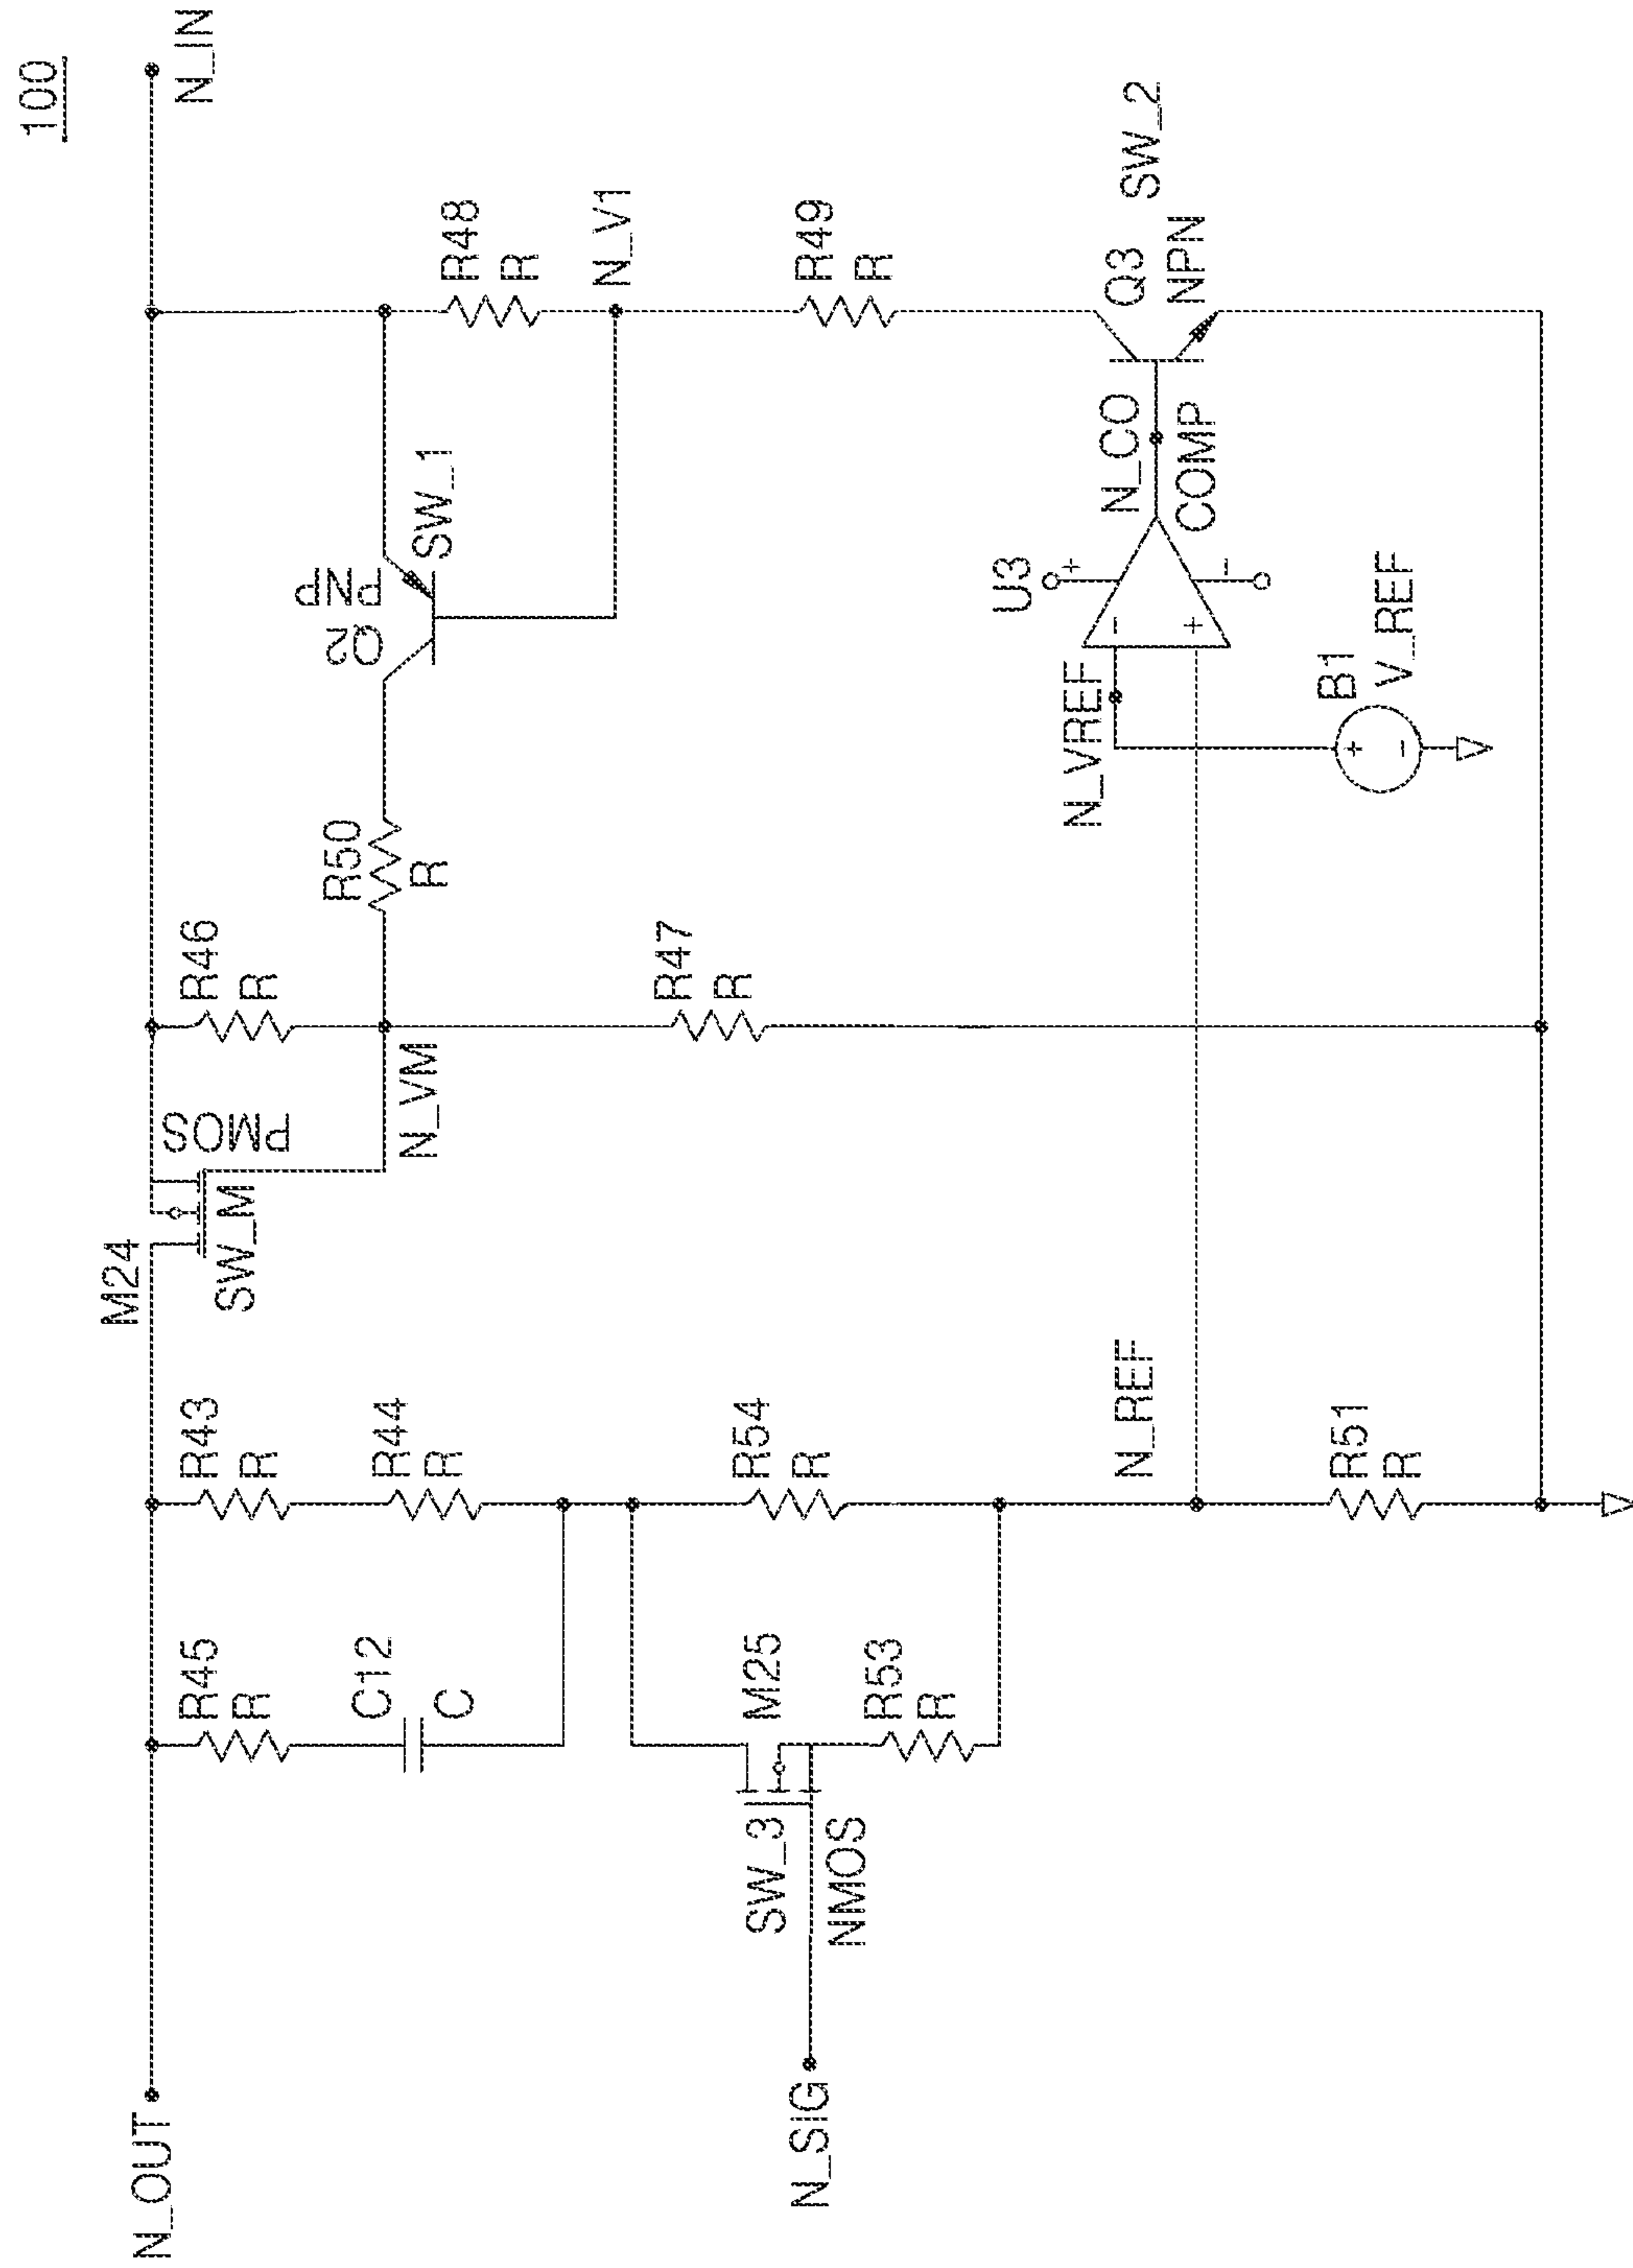 100
N_IN
N_OUT
M24
PMOS
SW_M
R46
R
N_VM
R50
R
Q2
PNP
SW_1
R48
R
N_V1
R49
R
R47
R
R45
R
C12
C
R43
R
R44
R
R54
R
SW_3
M25
NMOS
R53
R
N_SIG
N_REF
R51
R
N_VREF
U3
+
-
-
+
N_CO
COMP
Q3
NPN
SW_2
B1
V_REF
+
-